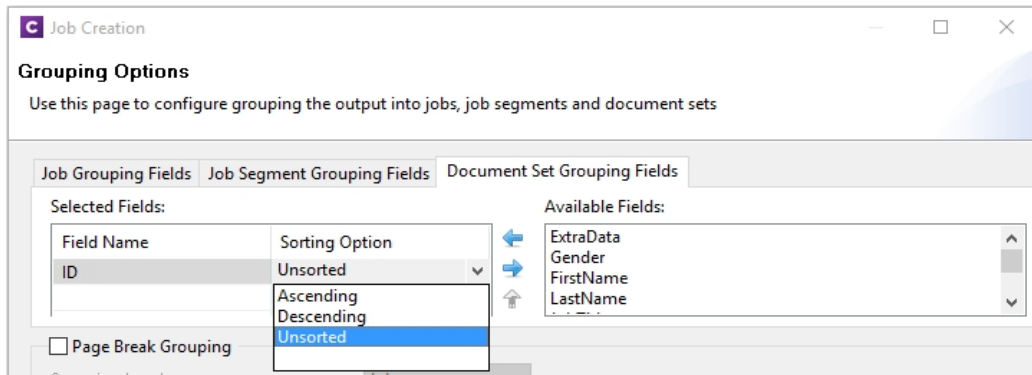 C Job Creation
Grouping Options
Use this page to configure grouping the output into jobs, job segments and document sets
Job Grouping Fields Job Segment Grouping Fields Document Set Grouping Fields
Selected Fields: Available Fields:
Field Name Sorting Option
ID Unsorted
Ascending
Descending
Unsorted
ExtraData
Gender
FirstName
LastName
Page Break Grouping